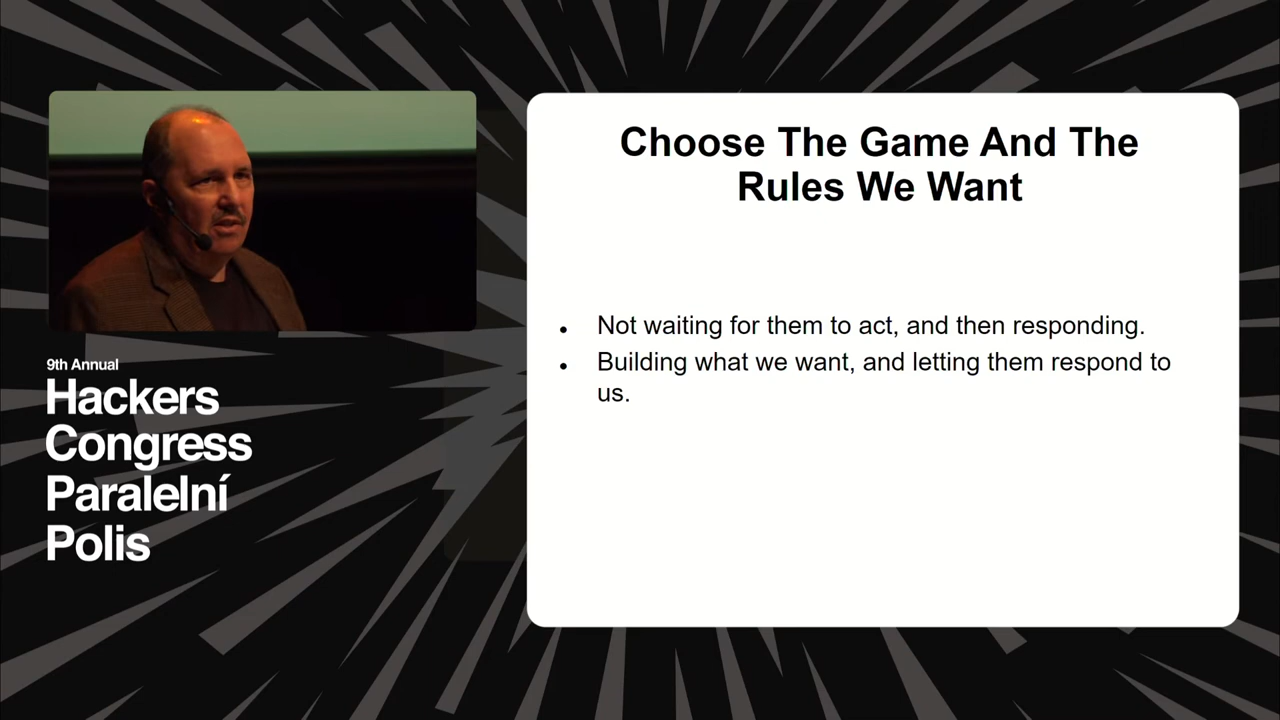 9th Annual
Hackers
Congress
Paralelní
Polis
Choose The Game And The
Rules We Want
• Not waiting for them to act, and then responding.
• Building what we want, and letting them respond to
us.